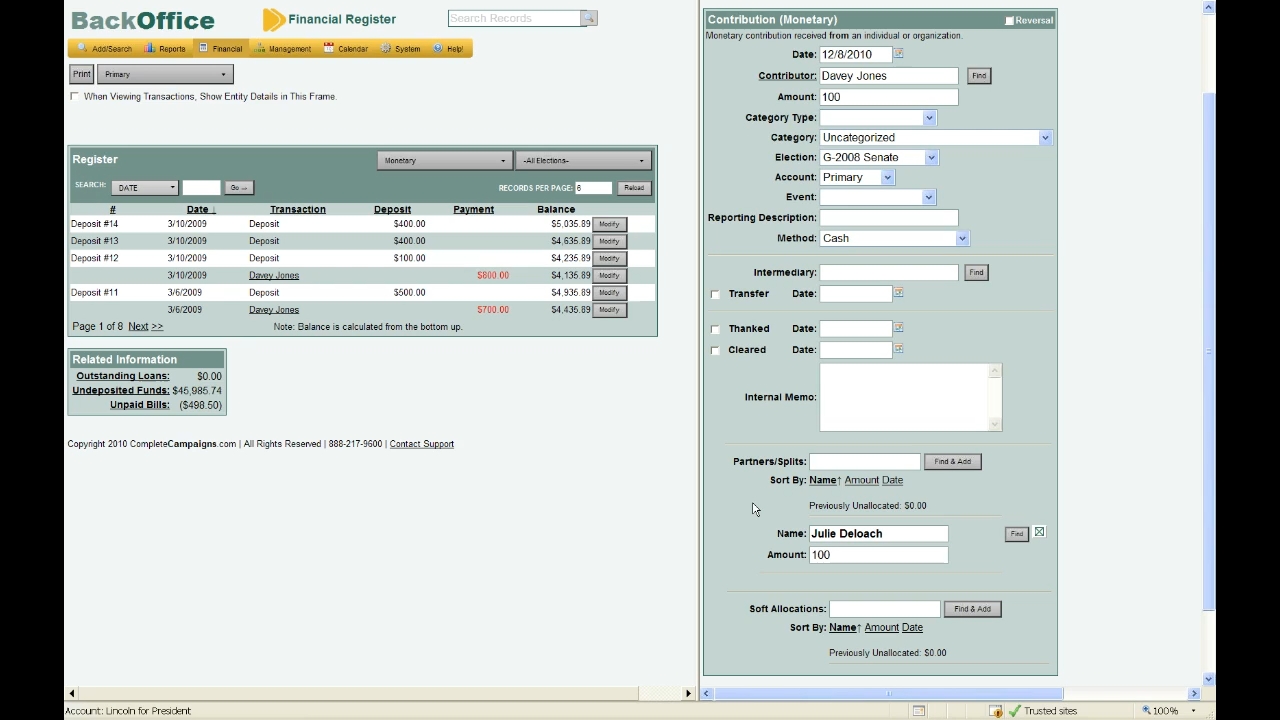 BackOffice
Financial Register
Search Records
Add/Search Reports Financial Management Calendar System Help!
Print Primary
When Viewing Transactions, Show Entity Details in This Frame.
Register Monetary -All Elections-
SEARCH: DATE Go RECORDS PER PAGE: 6 Reload
# Date ↓ Transaction Deposit Payment Balance
Deposit #14 3/10/2009 Deposit $400.00 $5,035.89 Modify
Deposit #13 3/10/2009 Deposit $400.00 $4,635.89 Modify
Deposit #12 3/10/2009 Deposit $100.00 $4,235.89 Modify
3/10/2009 Davey Jones $800.00 $4,135.89 Modify
Deposit #11 3/6/2009 Deposit $500.00 $4,935.89 Modify
3/6/2009 Davey Jones $700.00 $4,435.89 Modify
Page 1 of 8 Next >> Note: Balance is calculated from the bottom up.
Related Information
Outstanding Loans: $0.00
Undeposited Funds: $45,985.74
Unpaid Bills: ($498.50)
Copyright 2010 CompleteCampaigns.com | All Rights Reserved | 888-217-9600 | Contact Support
Contribution (Monetary) Reversal
Monetary contribution received from an individual or organization.
Date: 12/8/2010
Contributor: Davey Jones Find
Amount: 100
Category Type:
Category: Uncategorized
Election: G-2008 Senate
Account: Primary
Event:
Reporting Description:
Method: Cash
Intermediary: Find
Transfer Date:
Thanked Date:
Cleared Date:
Internal Memo:
Partners/Splits: Find & Add
Sort By: Name↑ Amount Date
Previously Unallocated: $0.00
Name: Julie Deloach Find
Amount: 100
Soft Allocations: Find & Add
Sort By: Name↑ Amount Date
Previously Unallocated: $0.00
Account: Lincoln for President Trusted sites 100%